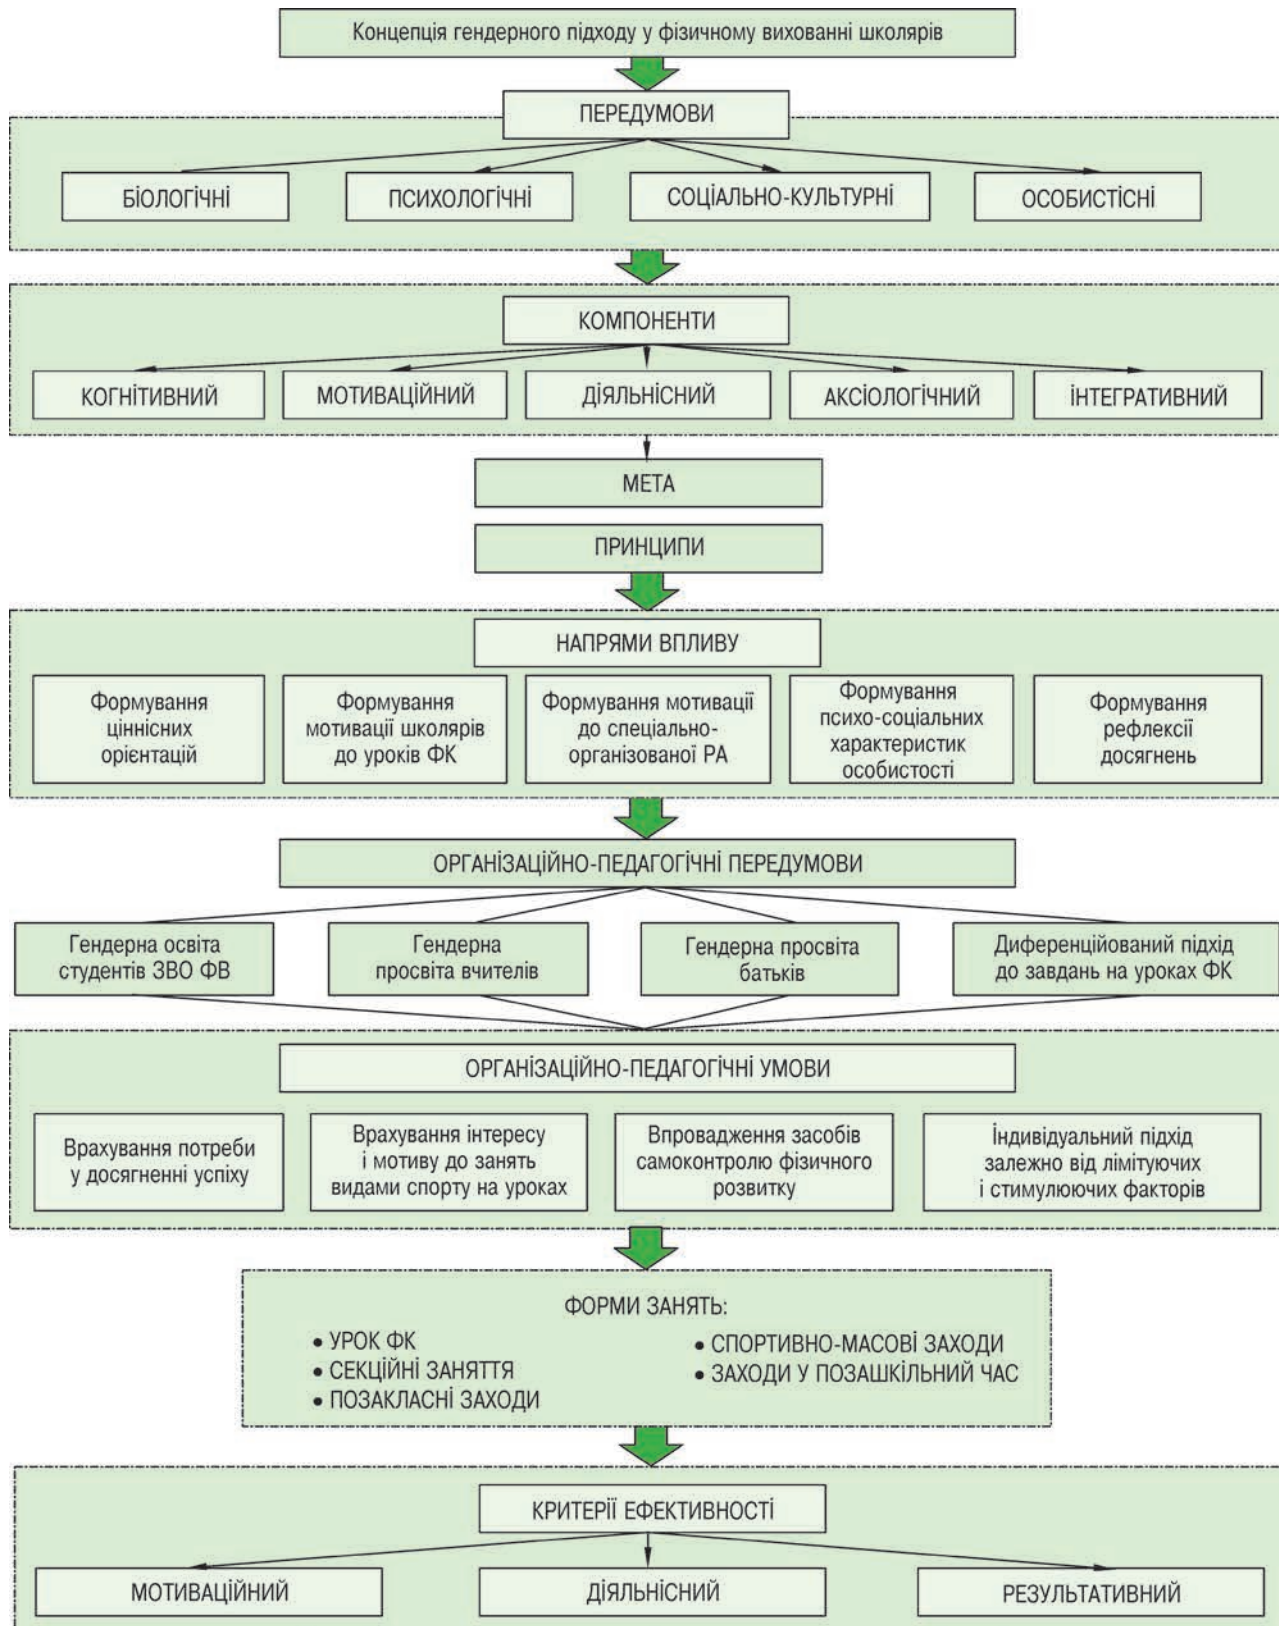 Концепція гендерного підходу у фізичному вихованні школярів
ПЕРЕДУМОВИ
БІОЛОГІЧНІ
ПСИХОЛОГІЧНІ
СОЦІАЛЬНО-КУЛЬТУРНІ
ОСОБИСТІСНІ
КОМПОНЕНТИ
КОГНІТИВНИЙ
МОТИВАЦІЙНИЙ
ДІЯЛЬНІСНИЙ
АКСІОЛОГІЧНИЙ
ІНТЕГРАТИВНИЙ
МЕТА
ПРИНЦИПИ
НАПРЯМИ ВПЛИВУ
Формування
ціннісних
орієнтацій
Формування
мотивації школярів
до уроків ФК
Формування мотивації
до спеціально-
організованої РА
Формування
психо-соціальних
характеристик
особистості
Формування
рефлексії
досягнень
ОРГАНІЗАЦІЙНО-ПЕДАГОГІЧНІ ПЕРЕДУМОВИ
Гендерна освіта
студентів ЗВО ФВ
Гендерна
просвіта вчителів
Гендерна просвіта
батьків
Диференційований підхід
до завдань на уроках ФК
ОРГАНІЗАЦІЙНО-ПЕДАГОГІЧНІ УМОВИ
Врахування потреби
у досягненні успіху
Врахування інтересу
і мотиву до занять
видами спорту на уроках
Впровадження засобів
самоконтролю фізичного
розвитку
Індивідуальний підхід
залежно від лімітуючих
і стимулюючих факторів
ФОРМИ ЗАНЯТЬ:
• УРОК ФК
• СЕКЦІЙНІ ЗАНЯТТЯ
• ПОЗАКЛАСНІ ЗАХОДИ
• СПОРТИВНО-МАСОВІ ЗАХОДИ
• ЗАХОДИ У ПОЗАШКІЛЬНИЙ ЧАС
КРИТЕРІЇ ЕФЕКТИВНОСТІ
МОТИВАЦІЙНИЙ
ДІЯЛЬНІСНИЙ
РЕЗУЛЬТАТИВНИЙ